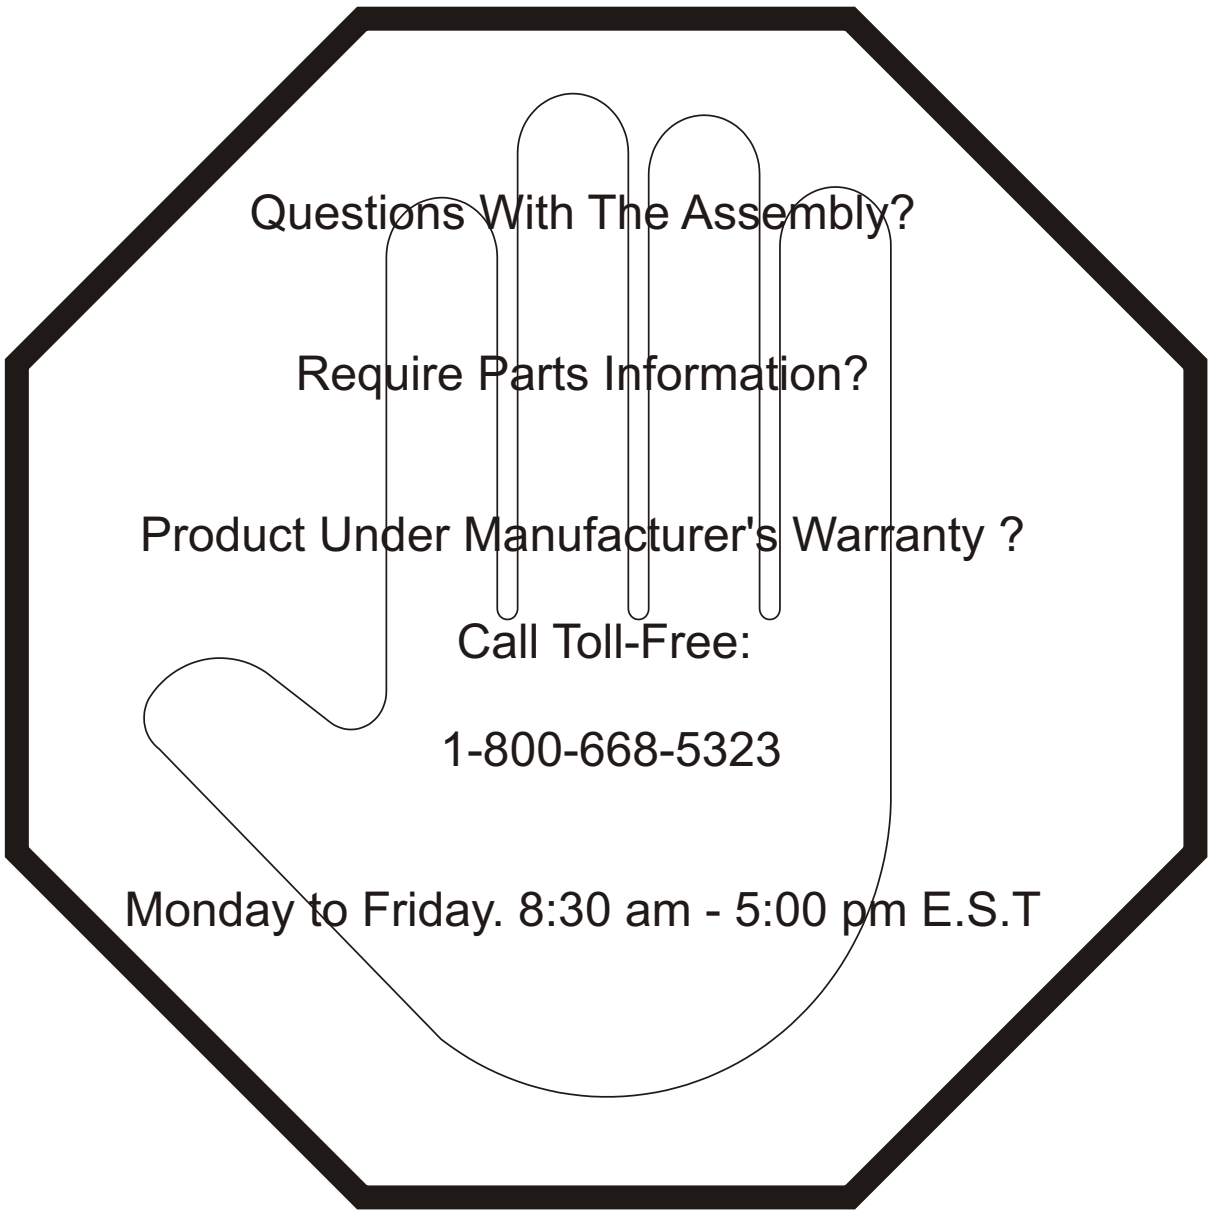 Questions With The Assembly?
Require Parts Information?
Product Under Manufacturer's Warranty ?
Call Toll-Free:
1-800-668-5323
Monday to Friday. 8:30 am - 5:00 pm E.S.T